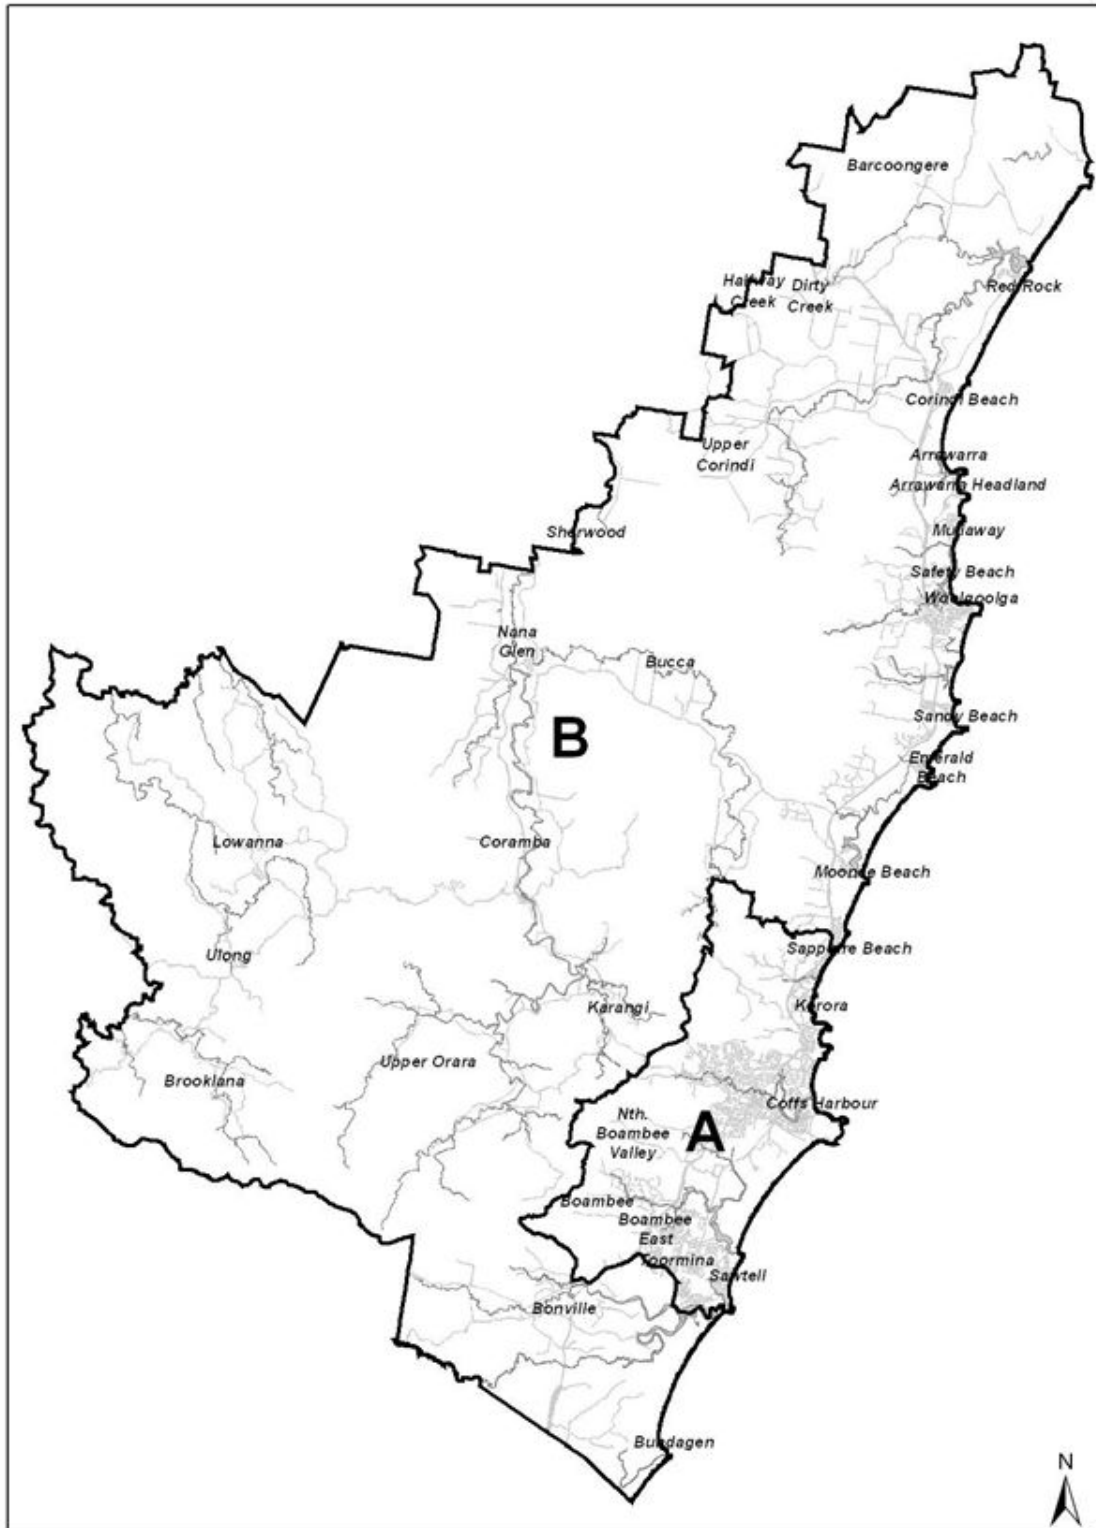 Barcoongere
Halfway
Creek
Dirty
Creek
Red Rock
Corindi Beach
Upper
Corindi
Arrawarra
Arrawarra Headland
Sherwood
Mullaway
Safety Beach
Woolgoolga
Nana
Glen
Bucca
Sandy Beach
B
Emerald
Beach
Lowanna
Coramba
Moonee Beach
Sapphire Beach
Ulong
Karangi
Korora
Upper Orara
Brooklana
Coffs Harbour
Nth.
Boambee
Valley
A
Boambee
Boambee
East
Toormina
Sawtell
Bonville
Bundagen
N